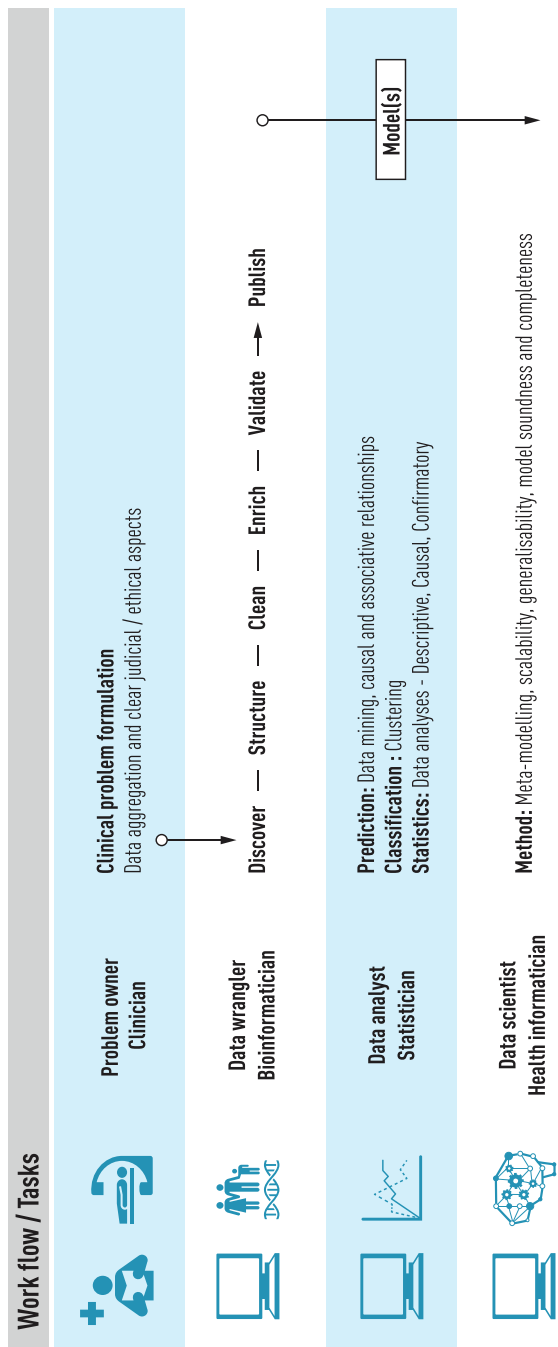 Work flow / Tasks
Problem owner
Clinician
Clinical problem formulation
Data aggregation and clear judicial / ethical aspects
Data wrangler
Bioinformatician
Discover — Structure — Clean — Enrich — Validate → Publish
Data analyst
Statistician
Prediction: Data mining, causal and associative relationships
Classification : Clustering
Statistics: Data analyses - Descriptive, Causal, Confirmatory
Model(s)
Data scientist
Health informatician
Method: Meta-modelling, scalability, generalisability, model soundness and completeness